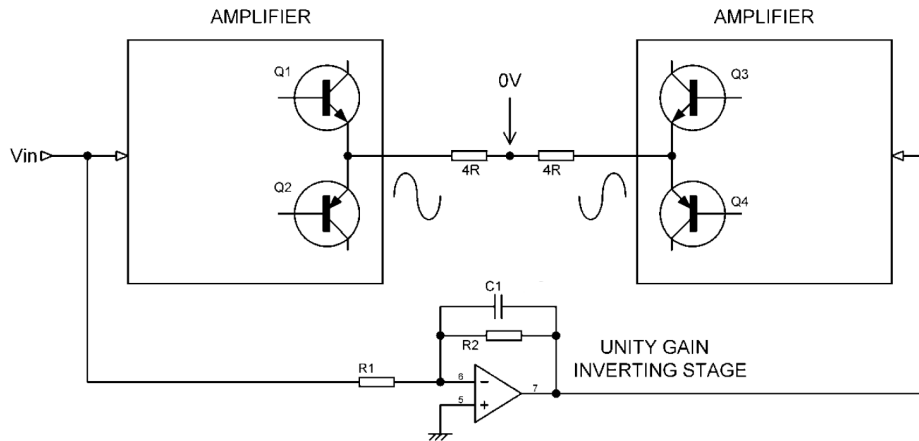 AMPLIFIER
AMPLIFIER
Q1
Q3
0V
Vin
4R
4R
Q2
Q4
C1
R2
UNITY GAIN
INVERTING STAGE
R1
6
-
7
5
+